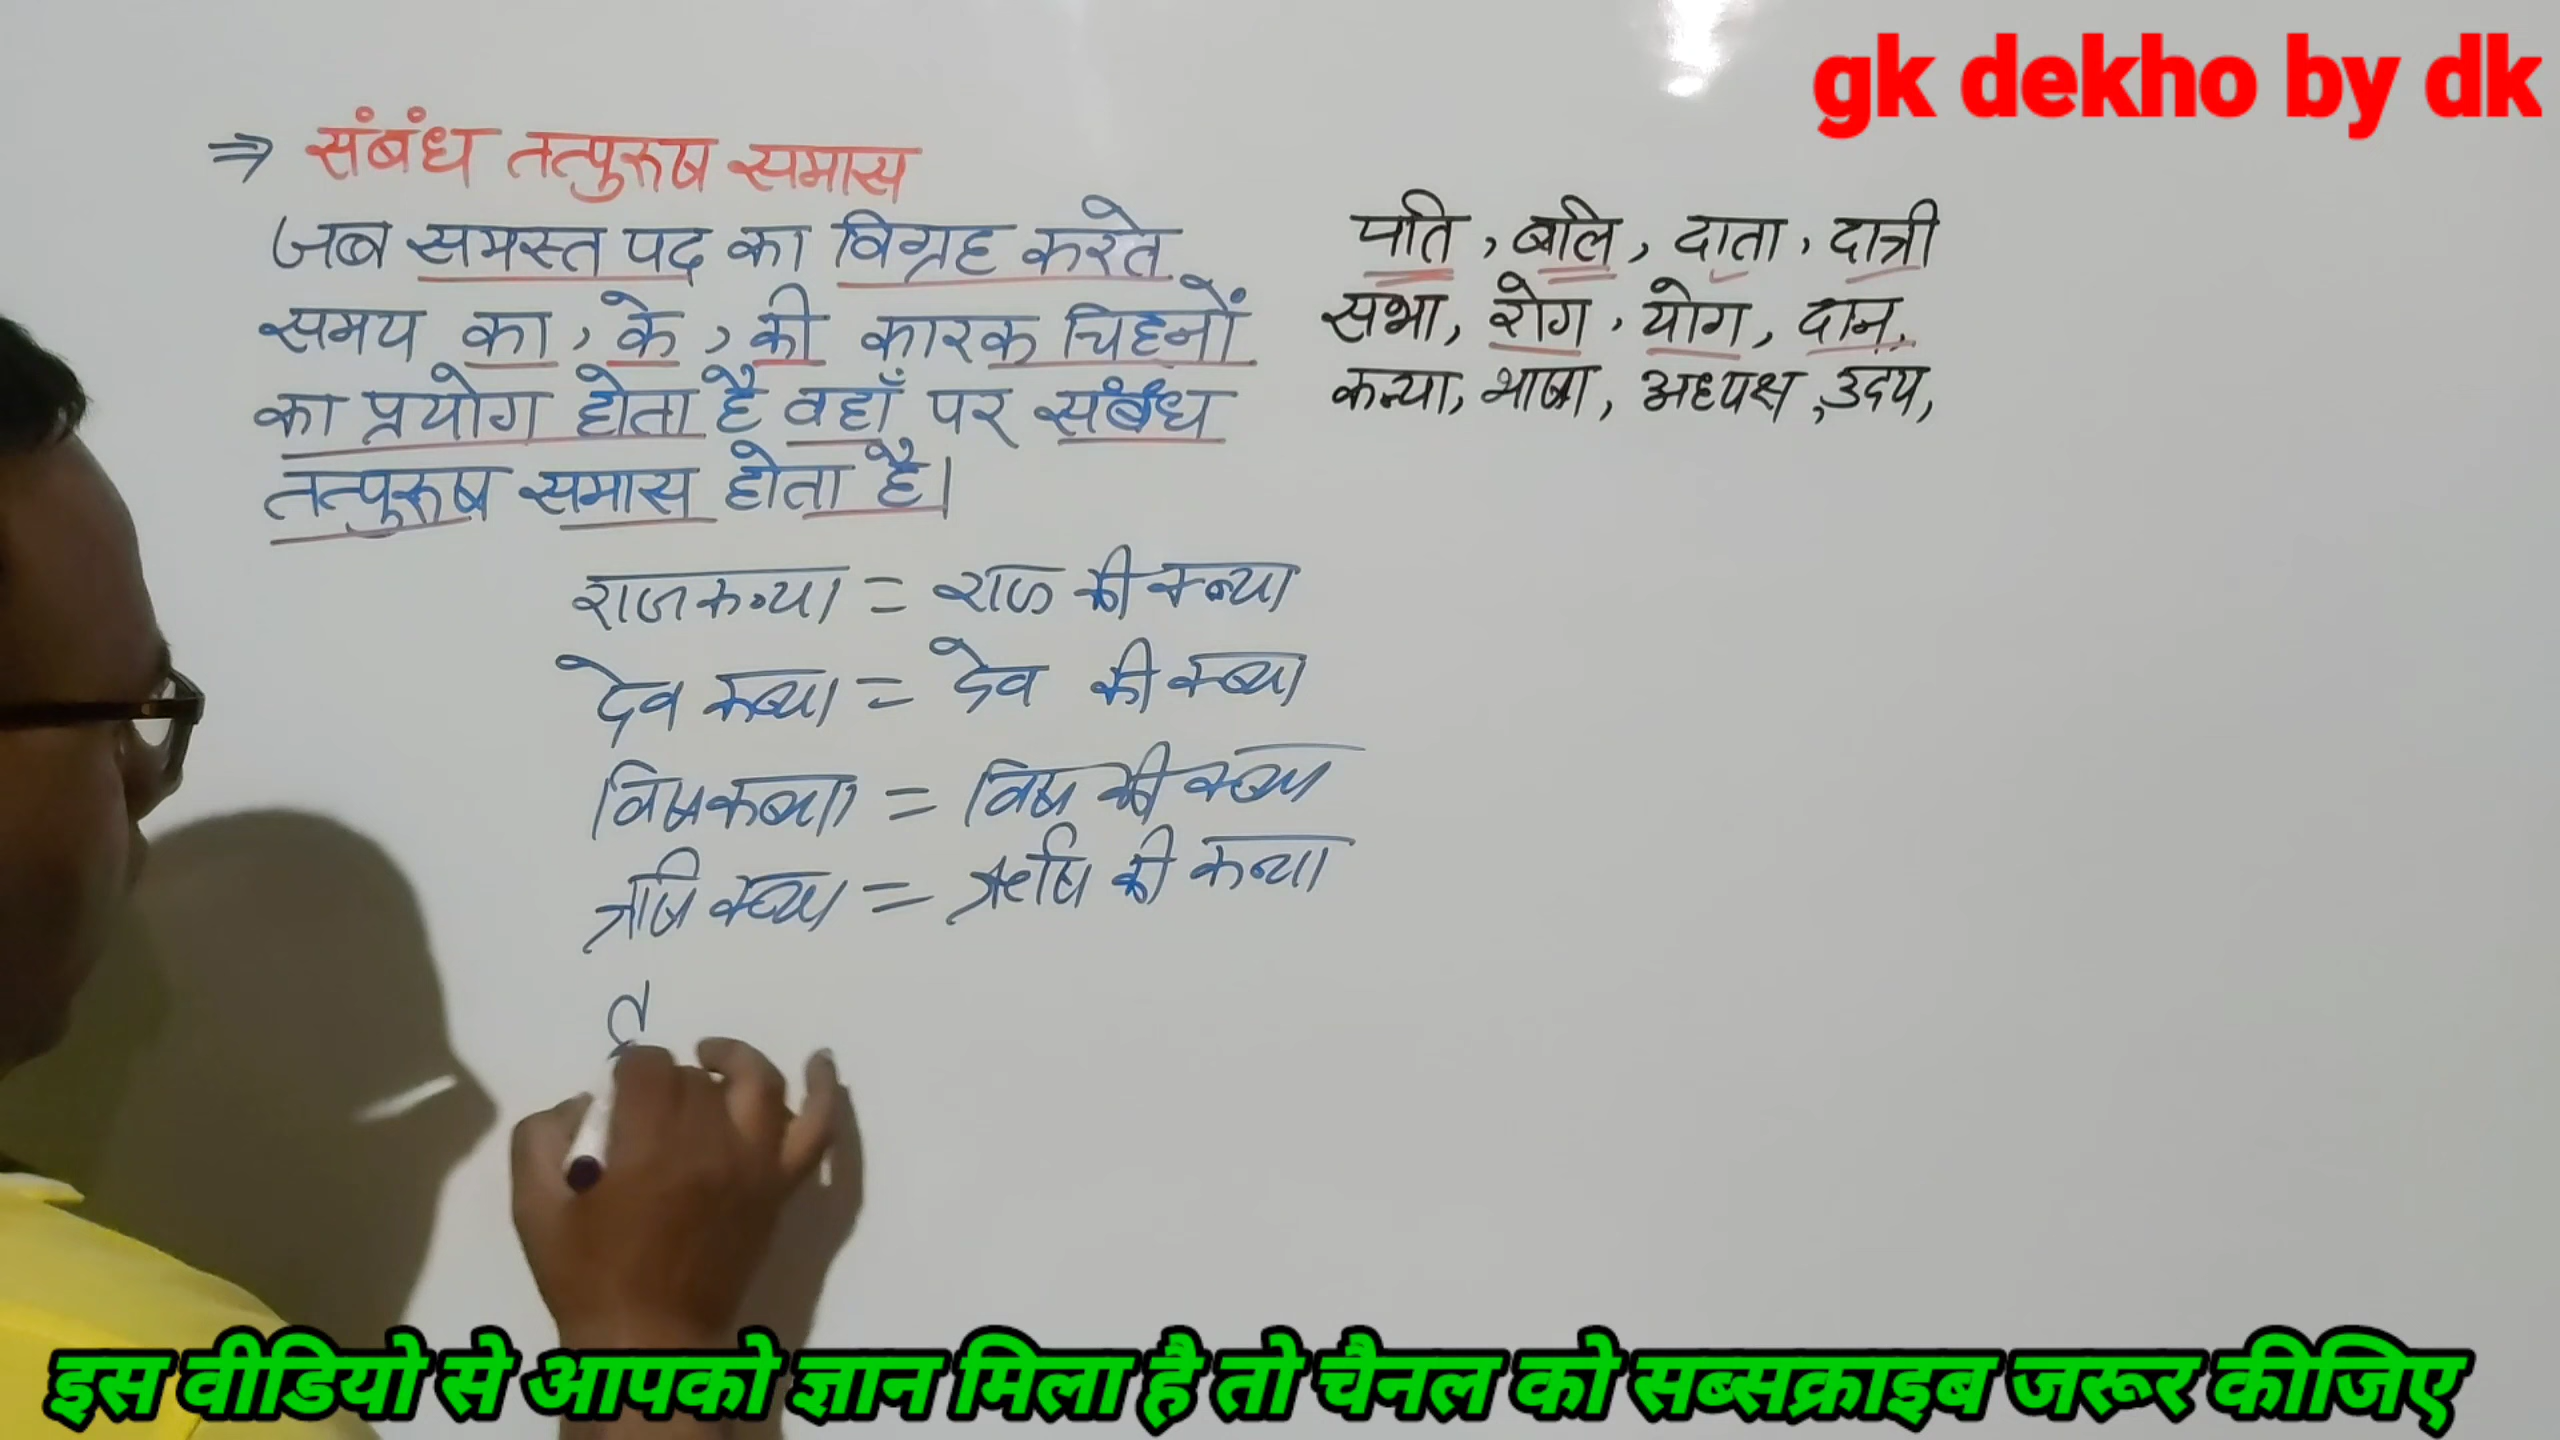 gk dekho by dk
⇒ संबंध तत्पुरूष समास
जब समस्त पद का विग्रह करते
समय का, के, की कारक चिह्नों
का प्रयोग होता है वहाँ पर संबंध
तत्पुरूष समास होता है।
पति, बलि, दाता, दात्री
सभा, रोग, योग, दान,
कन्या, भाषा, अध्यक्ष, उदय,
राजकन्या = राज की कन्या
देव कन्या = देव की कन्या
विषकन्या = विष की कन्या
ऋषि कन्या = ऋषि की कन्या
इस वीडियो से आपको ज्ञान मिला है तो चैनल को सब्सक्राइब जरूर कीजिए